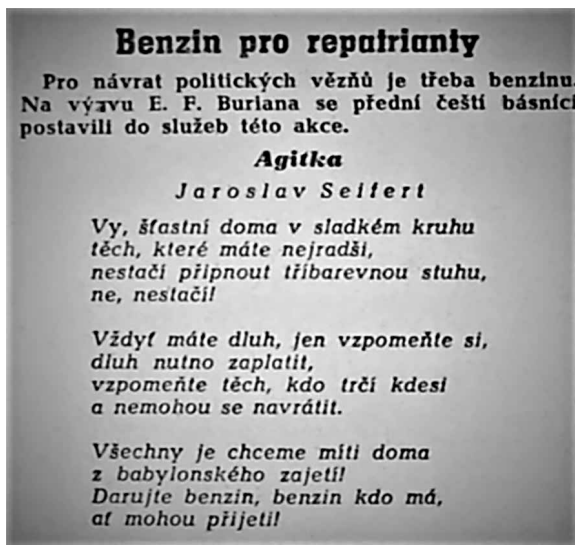 Benzin pro repatrianty
Pro návrat politických vězňů je třeba benzinu.
Na výzvu E. F. Buriana se přední čeští básníci
postavili do služeb této akce.
Agitka
Jaroslav Seifert
Vy, šťastní doma v sladkém kruhu
těch, které máte nejradši,
nestačí připnout tříbarevnou stuhu,
ne, nestačí!
Vždyť máte dluh, jen vzpomeňte si,
dluh nutno zaplatit,
vzpomeňte těch, kdo trčí kdesi
a nemohou se navrátit.
Všechny je chceme míti doma
z babylonského zajetí!
Darujte benzin, benzin kdo má,
ať mohou přijeti!